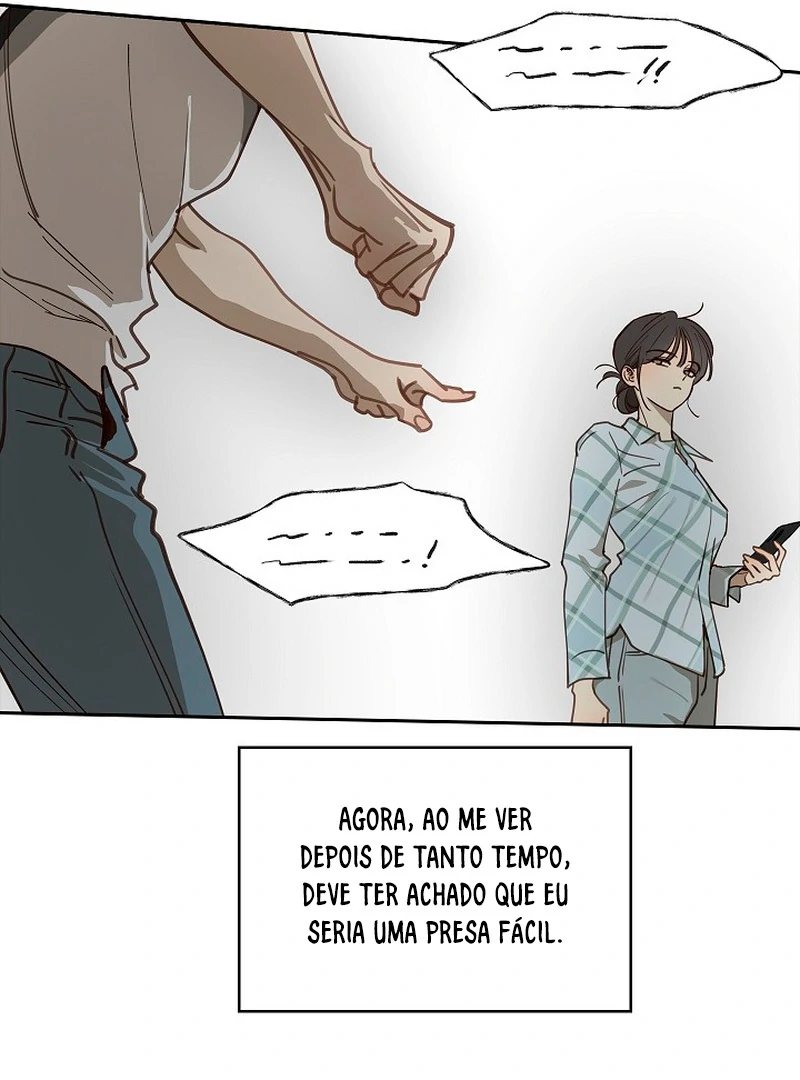 AGORA, AO ME VER
DEPOIS DE TANTO TEMPO,
DEVE TER ACHADO QUE EU
SERIA UMA PRESA FÁCIL.